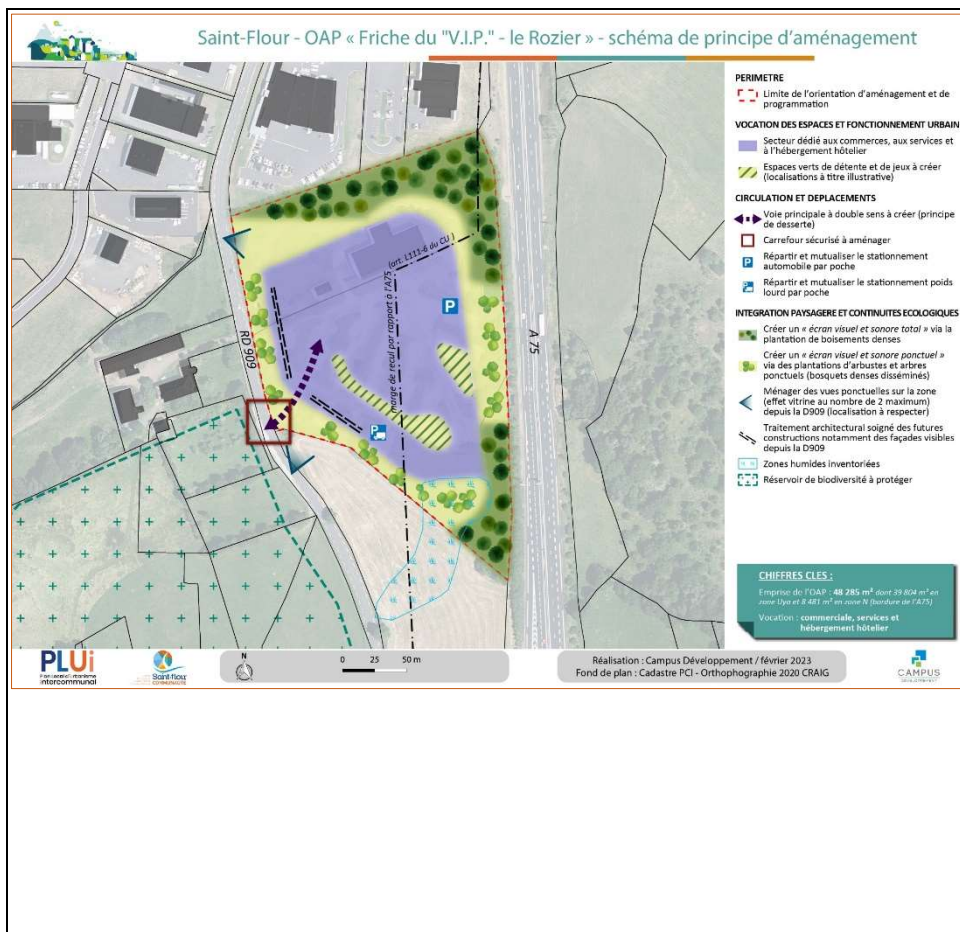 Saint-Flour - OAP « Friche du "V.I.P." - le Rozier » - schéma de principe d'aménagement
PERIMETRE
Limite de l'orientation d'aménagement et de
programmation
VOCATION DES ESPACES ET FONCTIONNEMENT URBAIN
Secteur dédié aux commerces, aux services et
à l'hébergement hôtelier
Espaces verts de détente et de jeux à créer
(localisations à titre illustrative)
CIRCULATION ET DEPLACEMENTS
Voie principale à double sens à créer (principe
de desserte)
Carrefour sécurisé à aménager
P
Répartir et mutualiser le stationnement
automobile par poche
P
Répartir et mutualiser le stationnement poids
lourd par poche
INTEGRATION PAYSAGERE ET CONTINUITES ECOLOGIQUES
Créer un « écran visuel et sonore total » via la
plantation de boisements denses
Créer un « écran visuel et sonore ponctuel »
via des plantations d'arbustes et arbres
ponctuels (bosquets denses disséminés)
Ménager des vues ponctuelles sur la zone
(effet vitrine au nombre de 2 maximum)
depuis la D909 (localisation à respecter)
Traitement architectural soigné des futures
constructions notamment des façades visibles
depuis la D909
Zones humides inventoriées
Réservoir de biodiversité à protéger
RD 909
A 75
marge de recul par rapport à l'A75
(art. L111-6 du CU )
P
P
CHIFFRES CLES :
Emprise de l'OAP : 48 285 m² dont 39 804 m² en
zone Uyo et 8 481 m² en zone N (bordure de l'A75)
Vocation : commerciale, services et
hébergement hôtelier
PLUi
Plan Local d'Urbanisme
intercommunal
Saint-flour
COMMUNAUTÉ
N
0 25 50 m
Réalisation : Campus Développement / février 2023
Fond de plan : Cadastre PCI - Orthophographie 2020 CRAIG
CAMPUS
DÉVELOPPEMENT